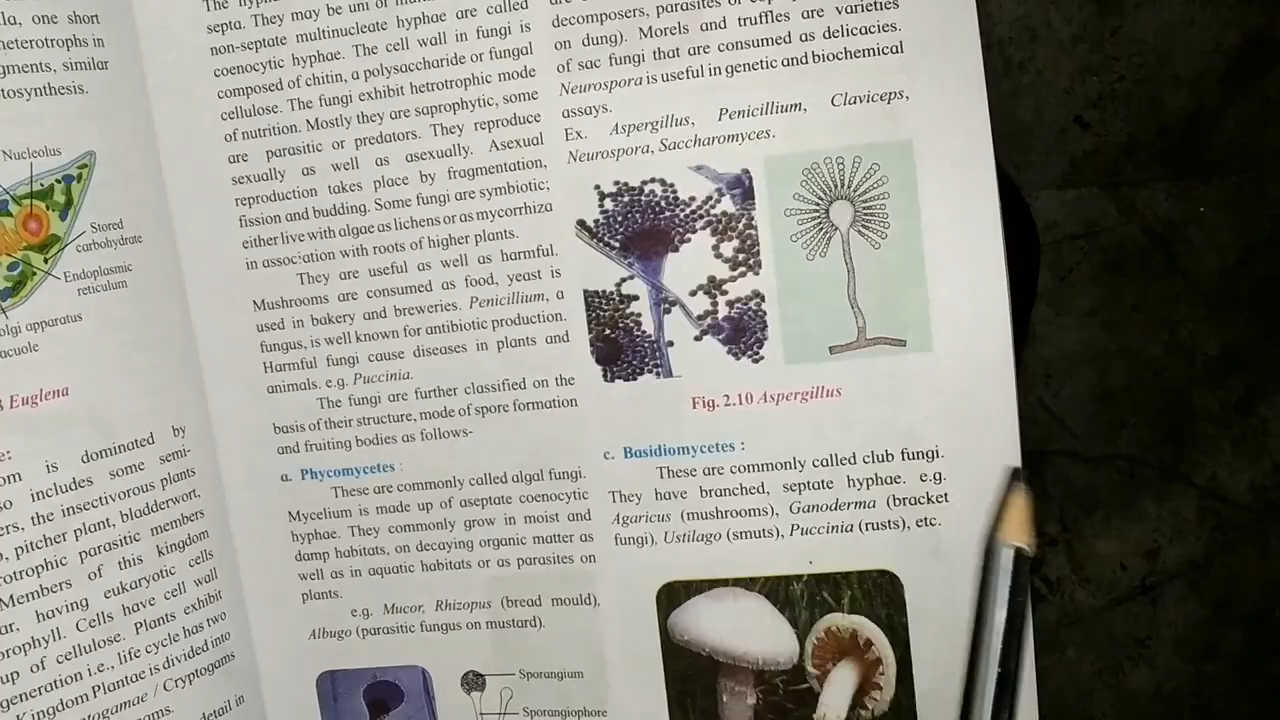 la, one short
heterotrophs in
gments, similar
tosynthesis.
Nucleolus
Stored
carbohydrate
Endoplasmic
reticulum
olgi apparatus
acuole
Euglena
e:
om is dominated by
so includes some semi-
ers, the insectivorous plants
, pitcher plant, bladderwort,
rotrophic parasitic members
Members of this kingdom
ar, having eukaryotic cells
orophyll. Cells have cell wall
up of cellulose. Plants exhibit
generation i.e., life cycle has two
Kingdom Plantae is divided into
togamae / Cryptogams
ams.
detail in
The
septa. They may be uni or
non-septate multinucleate hyphae are called
coenocytic hyphae. The cell wall in fungi is
composed of chitin, a polysaccharide or fungal
cellulose. The fungi exhibit hetrotrophic mode
of nutrition. Mostly they are saprophytic, some
are parasitic or predators. They reproduce
sexually as well as asexually. Asexual
reproduction takes place by fragmentation,
fission and budding. Some fungi are symbiotic;
either live with algae as lichens or as mycorrhiza
in association with roots of higher plants.
They are useful as well as harmful.
Mushrooms are consumed as food, yeast is
used in bakery and breweries. Penicillium, a
fungus, is well known for antibiotic production.
Harmful fungi cause diseases in plants and
animals. e.g. Puccinia.
The fungi are further classified on the
basis of their structure, mode of spore formation
and fruiting bodies as follows-
a. Phycomycetes :
These are commonly called algal fungi.
Mycelium is made up of aseptate coenocytic
hyphae. They commonly grow in moist and
damp habitats, on decaying organic matter as
well as in aquatic habitats or as parasites on
plants.
e.g. Mucor, Rhizopus (bread mould),
Albugo (parasitic fungus on mustard).
Sporangium
Sporangiophore
decomposers, parasites or
on dung). Morels and truffles are varieties
of sac fungi that are consumed as delicacies.
Neurospora is useful in genetic and biochemical
assays.
Ex. Aspergillus, Penicillium, Claviceps,
Neurospora, Saccharomyces.
Fig. 2.10 Aspergillus
c. Basidiomycetes :
These are commonly called club fungi.
They have branched, septate hyphae. e.g.
Agaricus (mushrooms), Ganoderma (bracket
fungi), Ustilago (smuts), Puccinia (rusts), etc.